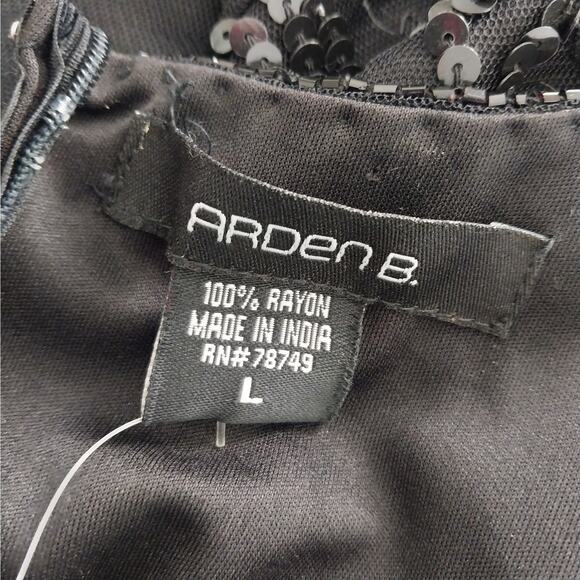 ARDEN B.
100% RAYON
MADE IN INDIA
RN# 78749
L